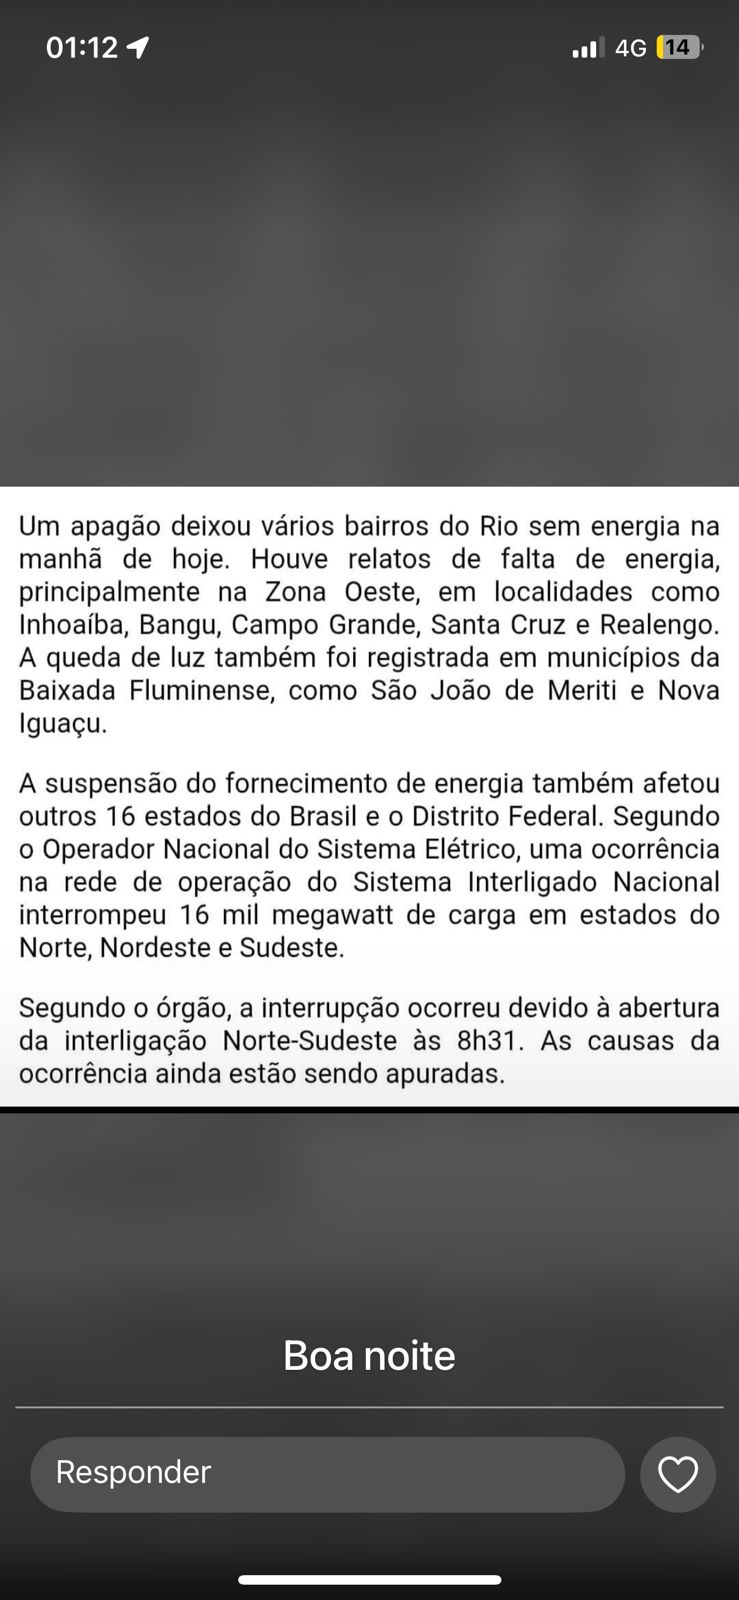 01:12
4G
14
Um apagão deixou vários bairros do Rio sem energia na
manhã de hoje. Houve relatos de falta de energia,
principalmente na Zona Oeste, em localidades como
Inhoaíba, Bangu, Campo Grande, Santa Cruz e Realengo.
A queda de luz também foi registrada em municípios da
Baixada Fluminense, como São João de Meriti e Nova
Iguaçu.
A suspensão do fornecimento de energia também afetou
outros 16 estados do Brasil e o Distrito Federal. Segundo
o Operador Nacional do Sistema Elétrico, uma ocorrência
na rede de operação do Sistema Interligado Nacional
interrompeu 16 mil megawatt de carga em estados do
Norte, Nordeste e Sudeste.
Segundo o órgão, a interrupção ocorreu devido à abertura
da interligação Norte-Sudeste às 8h31. As causas da
ocorrência ainda estão sendo apuradas.
Boa noite
Responder